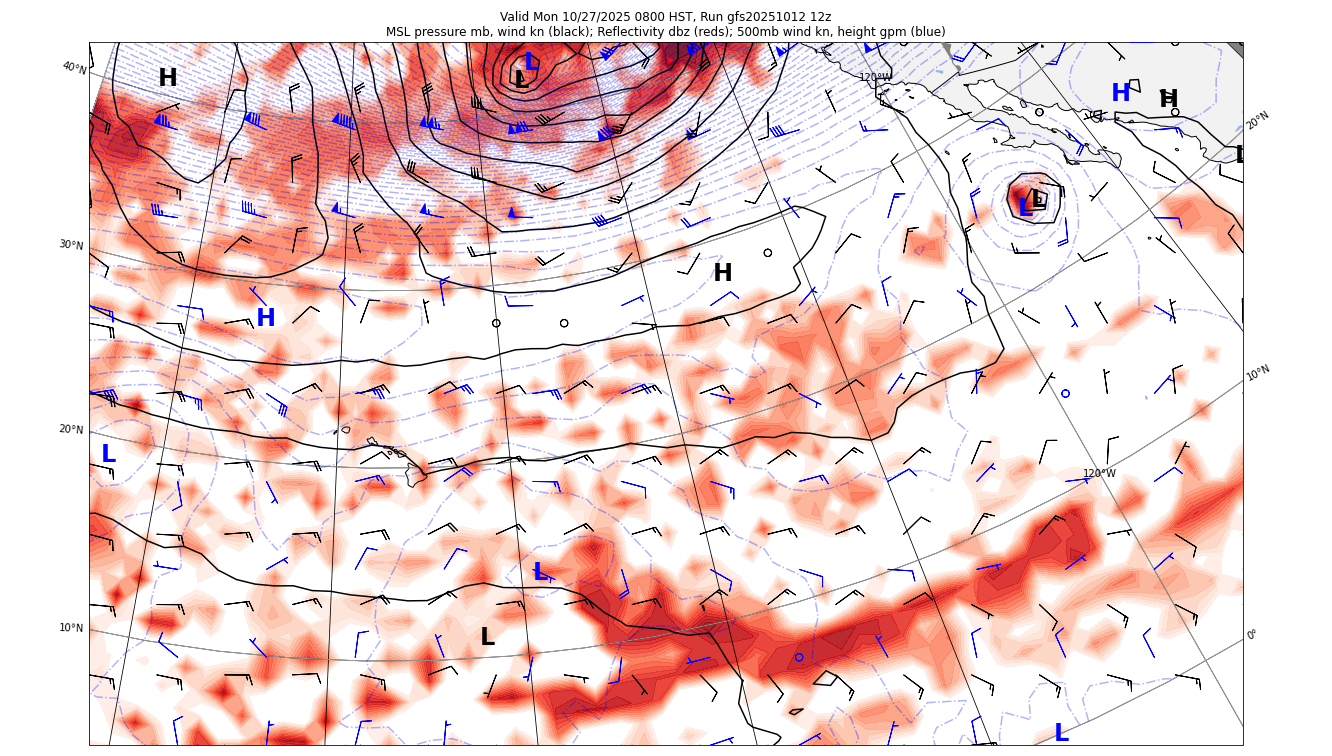 Valid Mon 10/27/2025 0800 HST, Run gfs20251012 12z
MSL pressure mb, wind kn (black); Reflectivity dbz (reds); 500mb wind kn, height gpm (blue)
40°N
H
L
L
120°W
H
H
20°N
L
L
L
30°N
H
H
10°N
20°N
L
120°W
L
10°N
L
0°
L